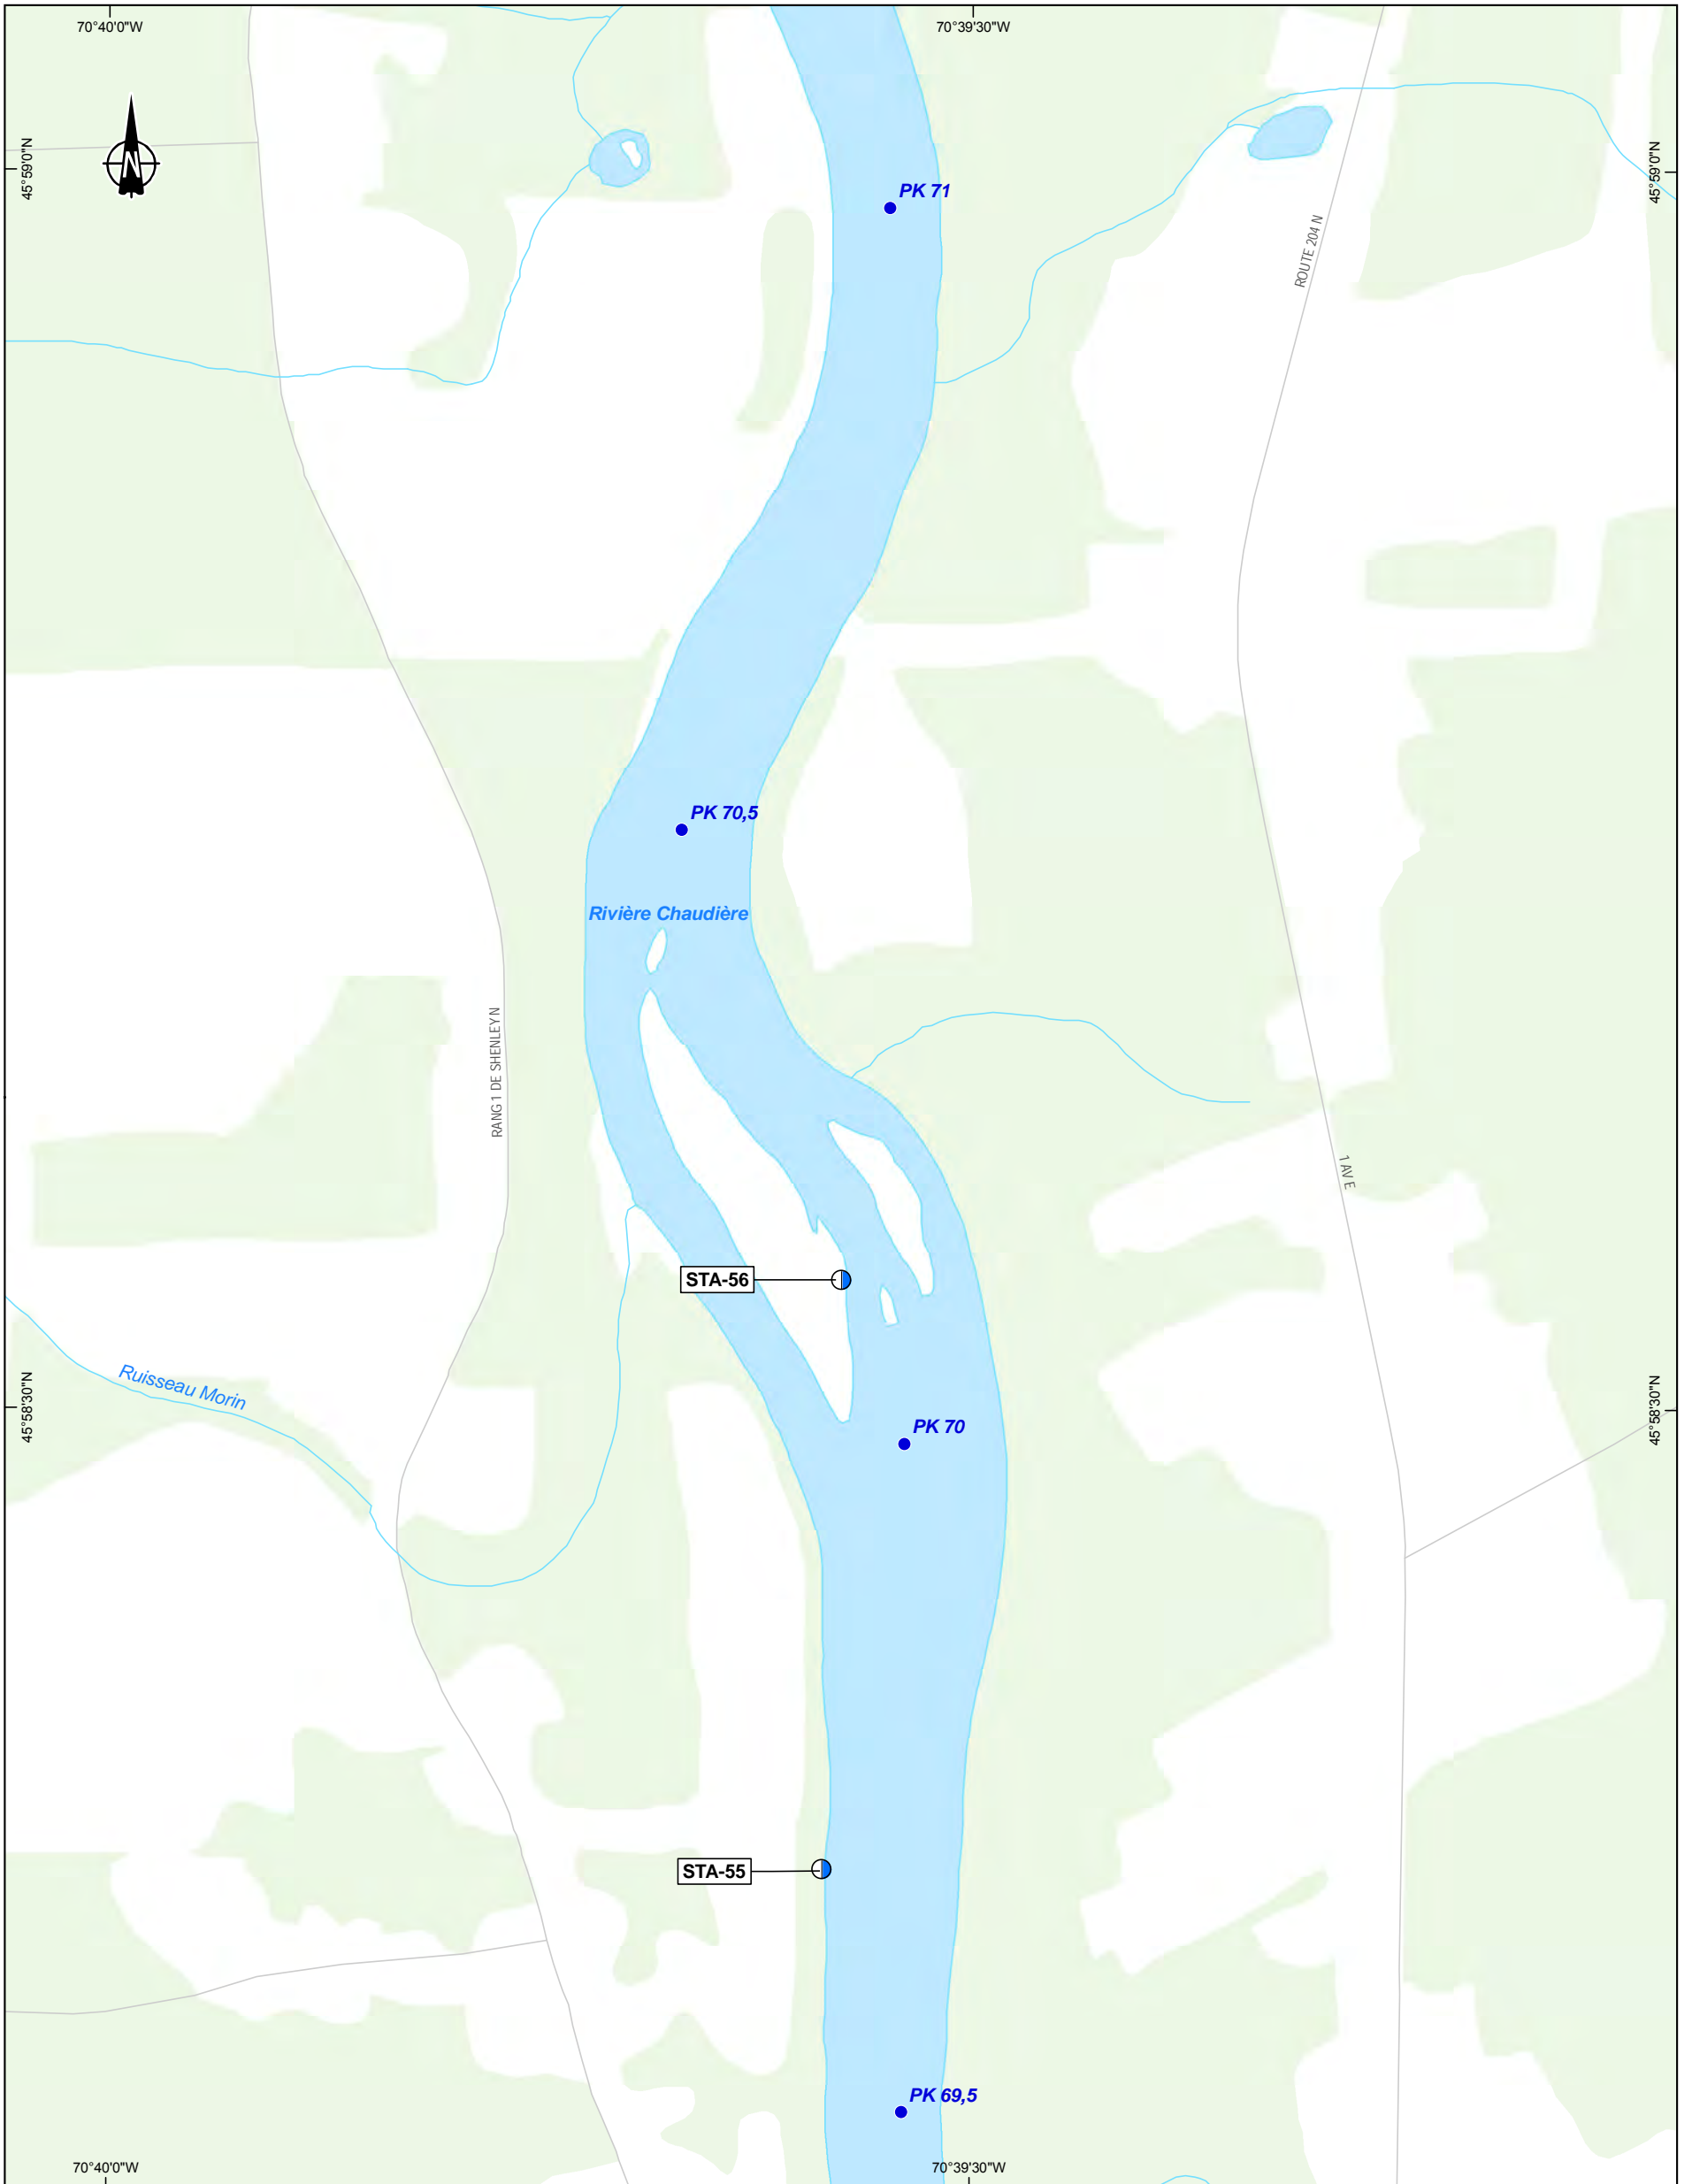 70°40'0"W
70°39'30"W
45°59'0"N
45°59'0"N
N
PK 71
ROUTE 204 N
PK 70,5
Rivière Chaudière
RANG 1 DE SHENLEY N
1 AV E
STA-56
Ruisseau Morin
45°58'30"N
45°58'30"N
PK 70
STA-55
PK 69,5
70°40'0"W
70°39'30"W